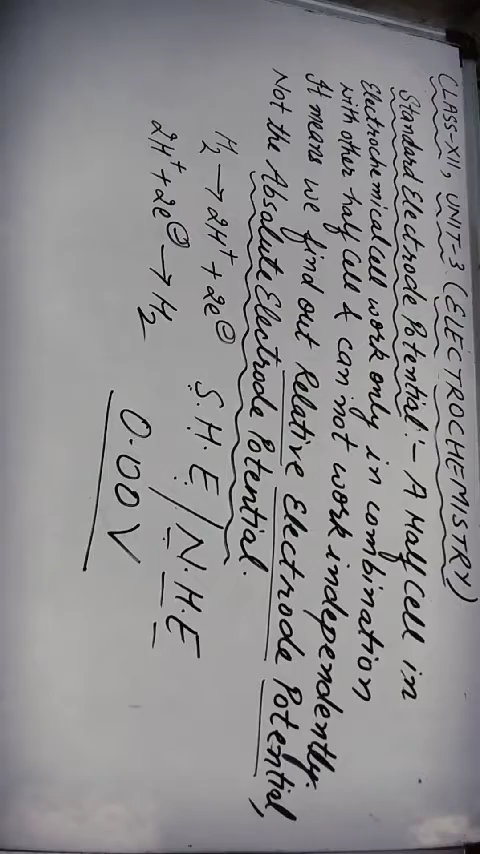 CLASS-XII, UNIT-3 (ELECTROCHEMISTRY)
Standard Electrode Potential:- A Half Cell in
Electrochemical cell work only in combination
with other half cell & can not work independently.
It means we find out Relative Electrode Potential,
Not the Absolute Electrode Potential.
H₂ → 2H⁺ + 2e⊖ S.H.E / N.H.E
2H⁺ + 2e⊖ → H₂ 0.00 V